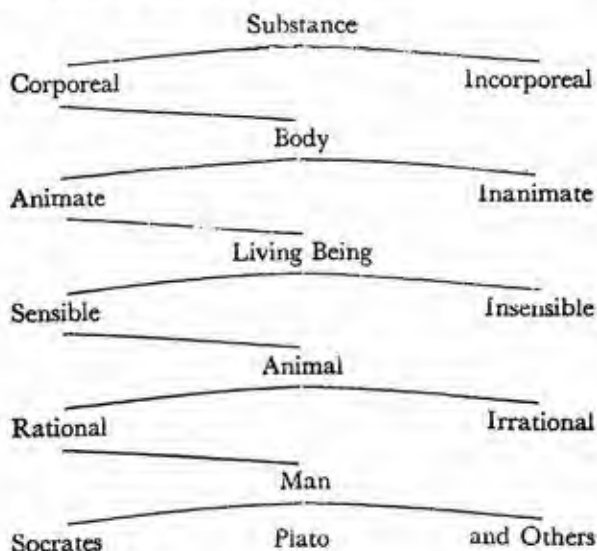 Substance
Corporeal Incorporeal
Body
Animate Inanimate
Living Being
Sensible Insensible
Animal
Rational Irrational
Man
Socrates Plato and Others